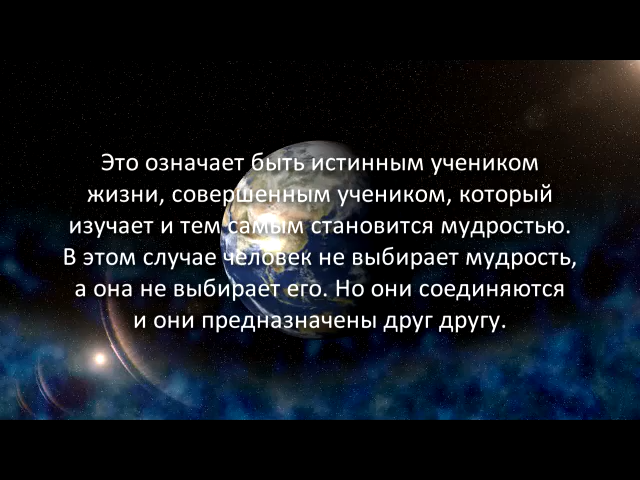 Это означает быть истинным учеником
жизни, совершенным учеником, который
изучает и тем самым становится мудростью.
В этом случае человек не выбирает мудрость,
а она не выбирает его. Но они соединяются
и они предназначены друг другу.